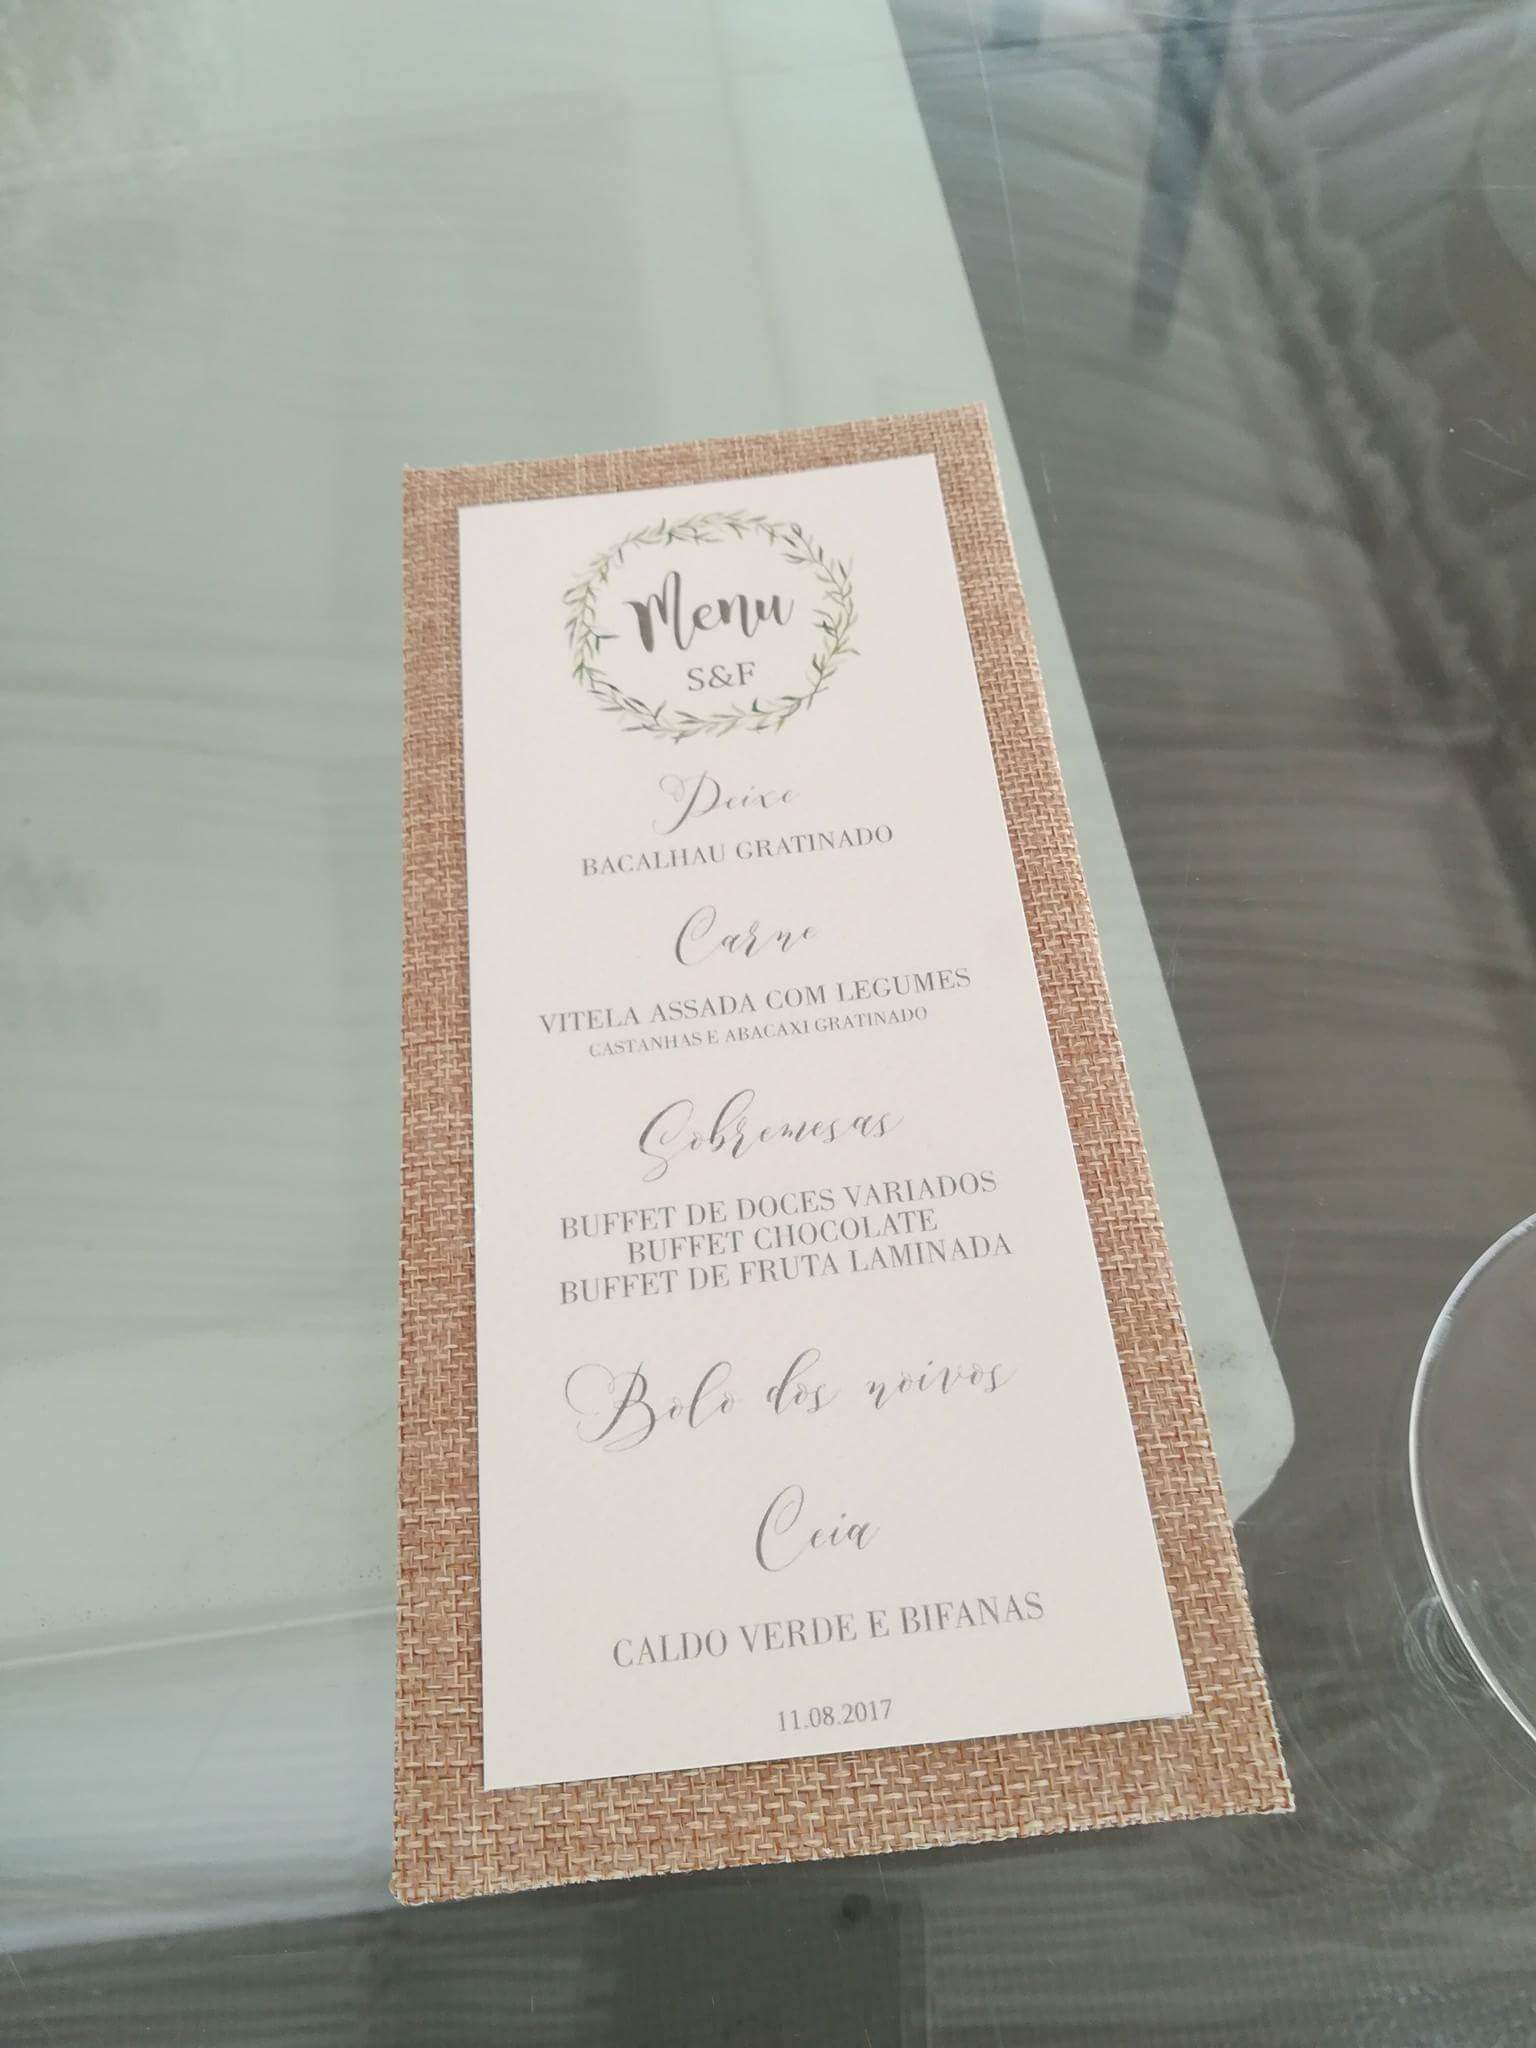 Menu
S&F
Peixe
BACALHAU GRATINADO
Carne
VITELA ASSADA COM LEGUMES
CASTANHAS E ABACAXI GRATINADO
Sobremesas
BUFFET DE DOCES VARIADOS
BUFFET CHOCOLATE
BUFFET DE FRUTA LAMINADA
Bolo dos noivos
Ceia
CALDO VERDE E BIFANAS
11.08.2017